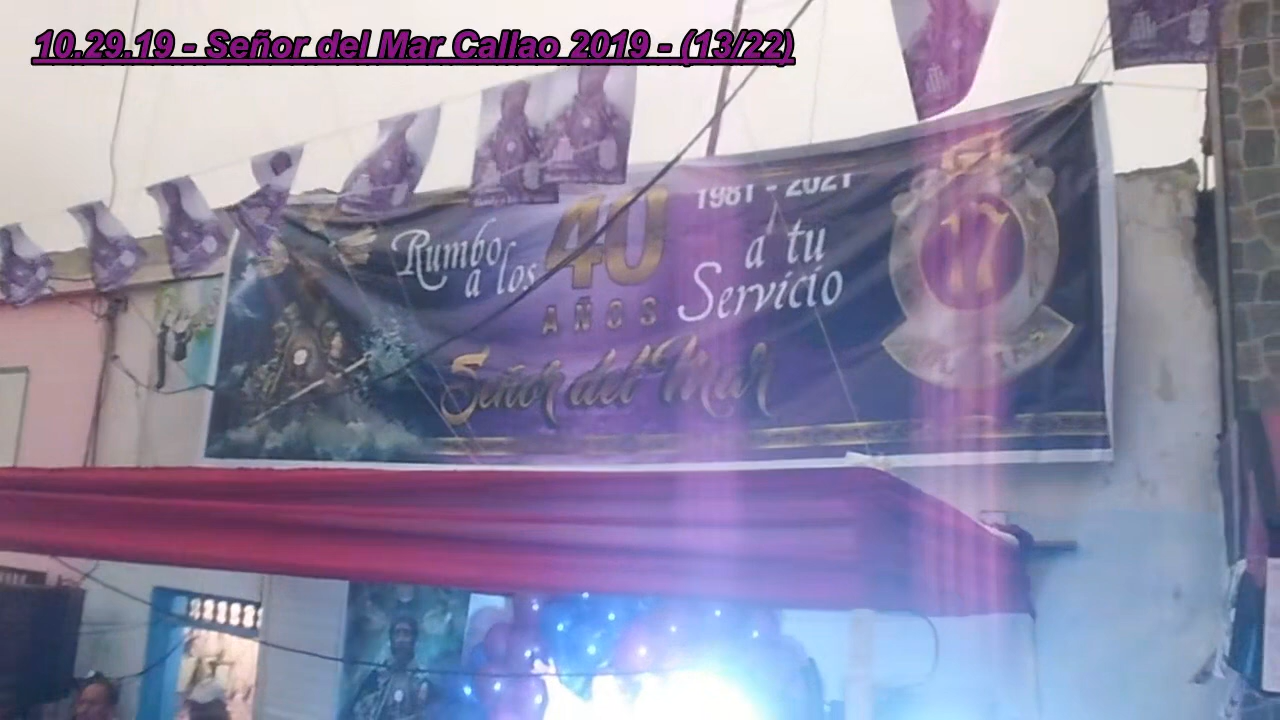 10.29.19 - Señor del Mar Callao 2019 - (13/22)
1981 - 2021
Rumbo a los 40 AÑOS a tu Servicio
Señor del Mar
17